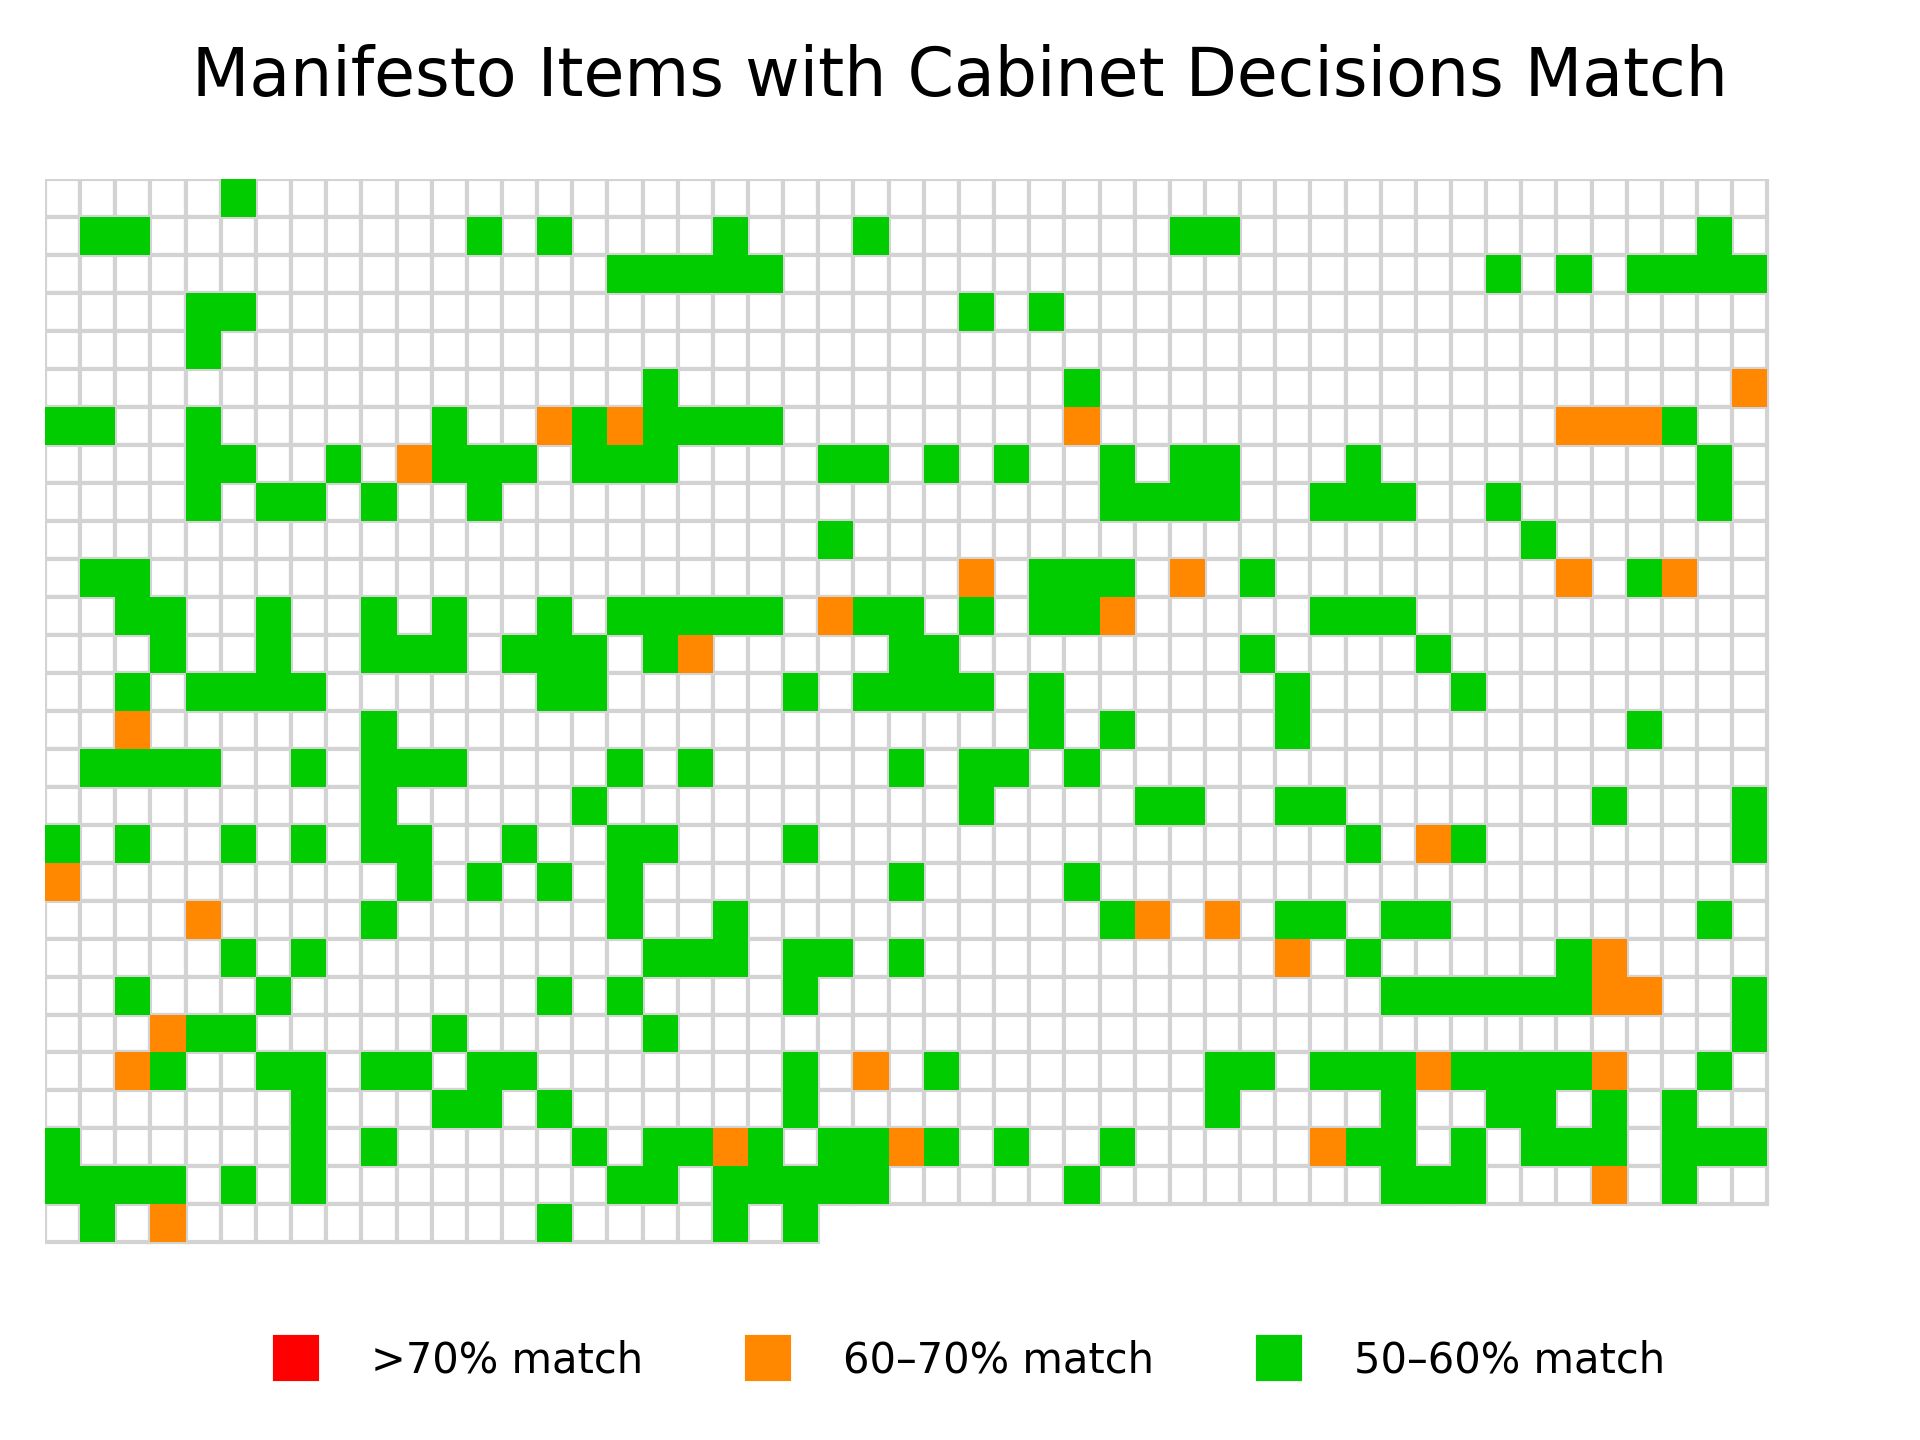 Manifesto Items with Cabinet Decisions Match
>70% match
60–70% match
50–60% match